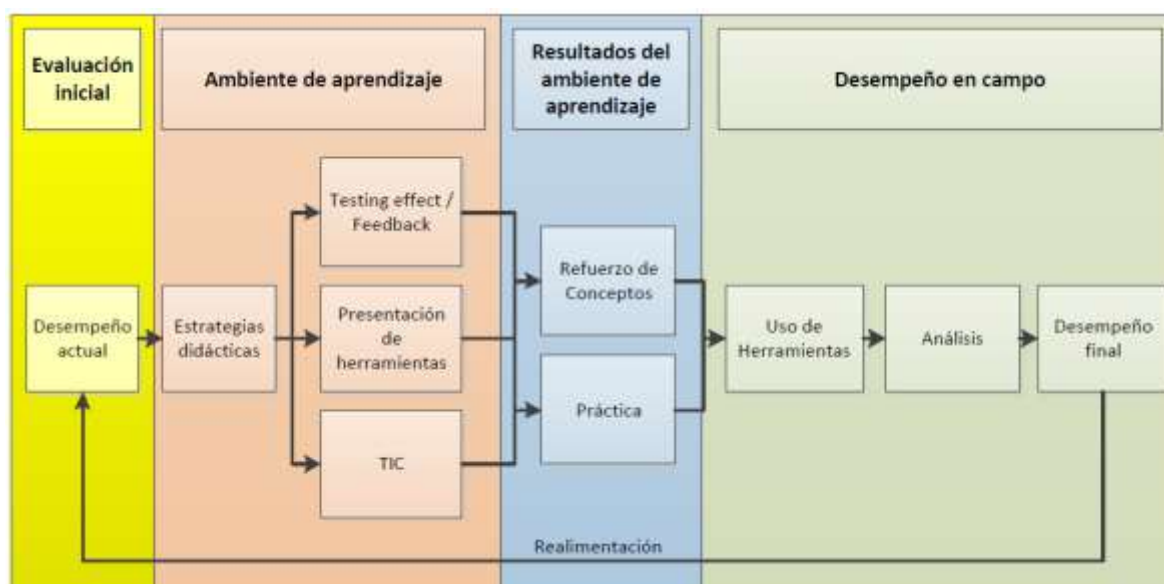 Evaluación
inicial
Ambiente de aprendizaje
Resultados del
ambiente de
aprendizaje
Desempeño en campo
Desempeño
actual
Estrategias
didácticas
Testing effect /
Feedback
Presentación
de
herramientas
TIC
Refuerzo de
Conceptos
Práctica
Uso de
Herramientas
Análisis
Desempeño
final
Realimentación